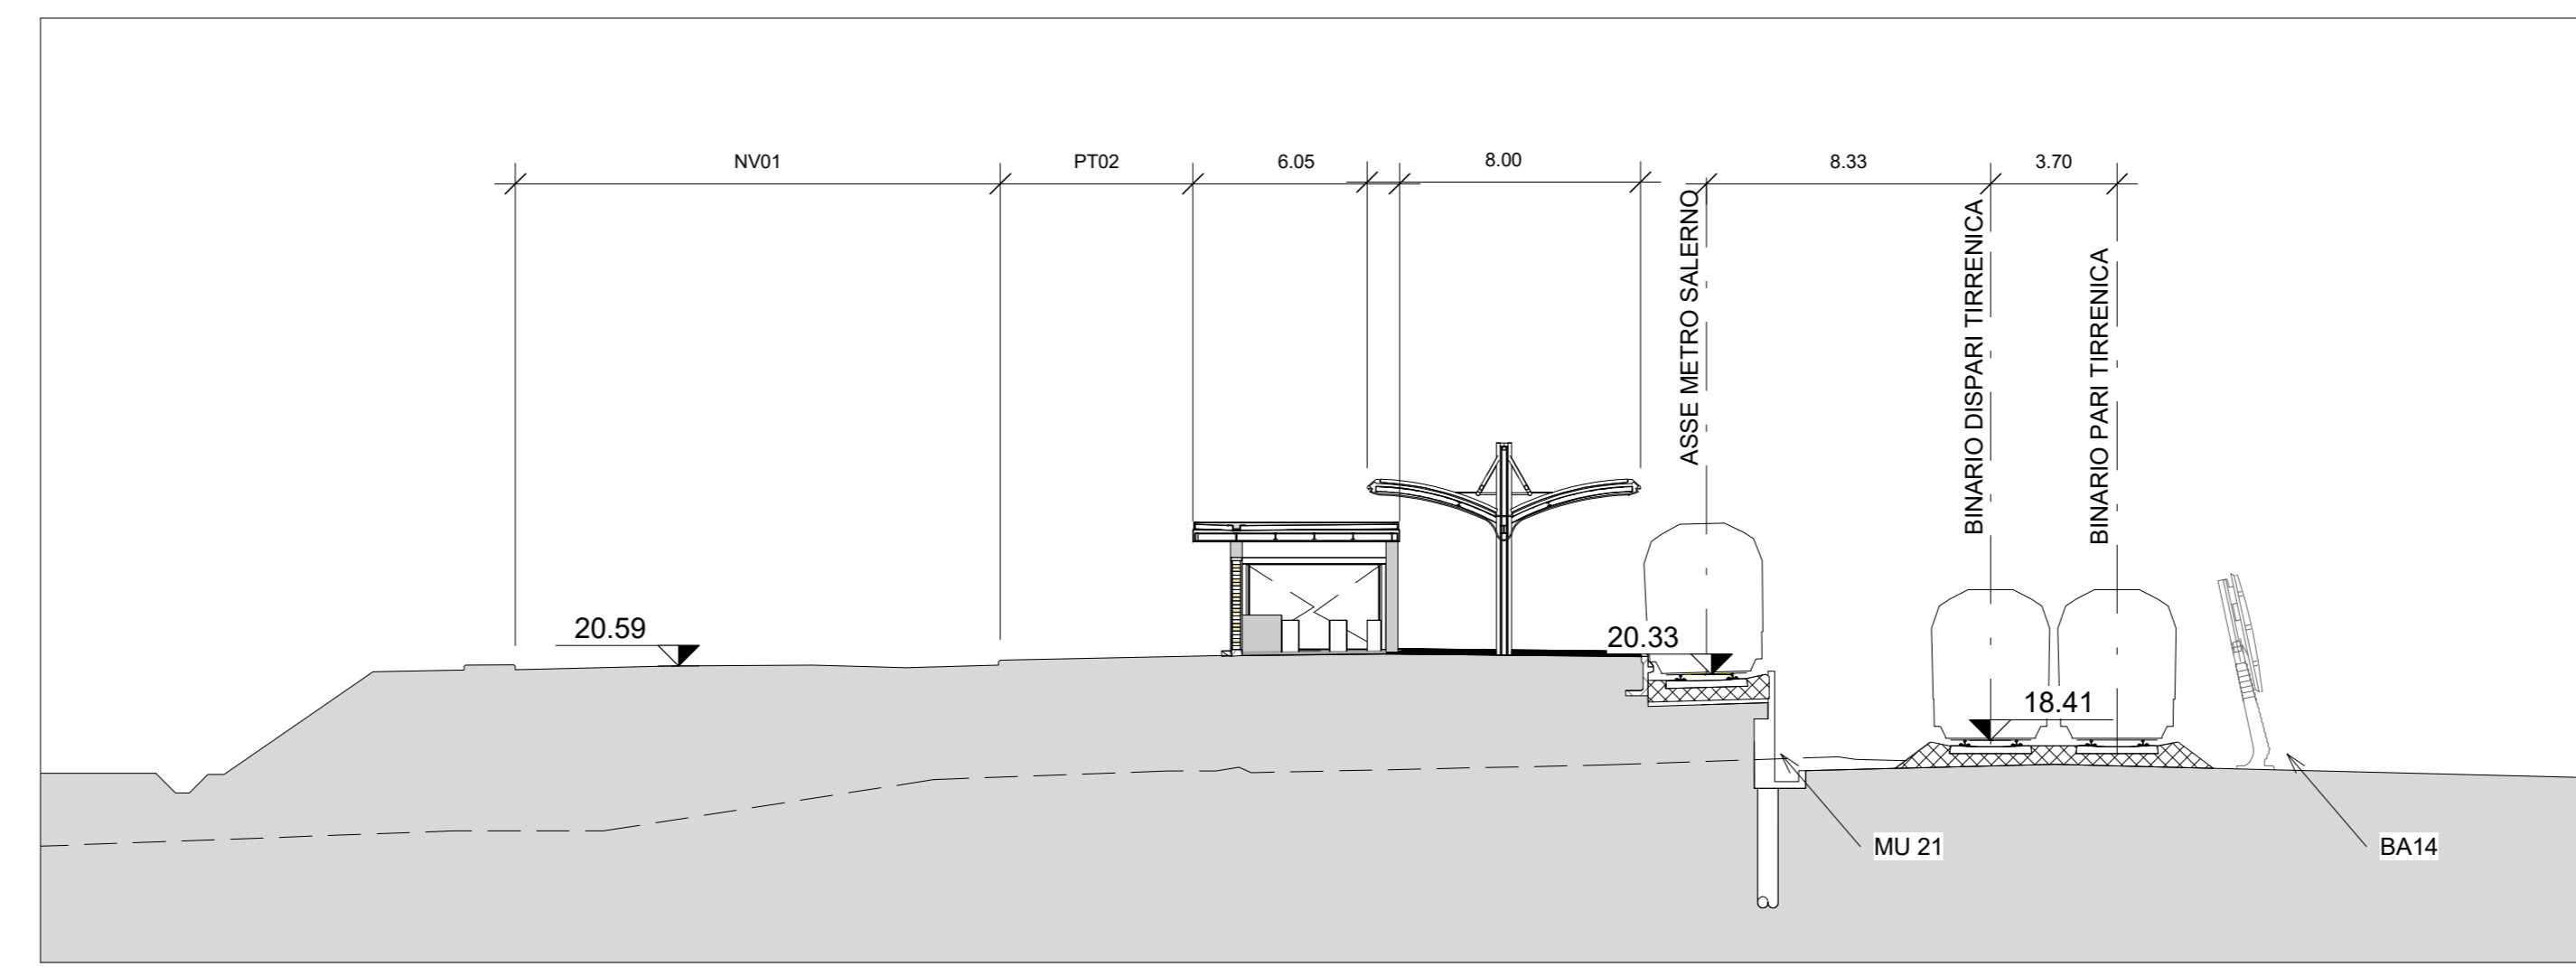 NV01
PT02
6.05
8.00
8.33
3.70
ASSE METRO SALERNO
BINARIO DISPARI TIRRENICA
BINARIO PARI TIRRENICA
20.59
20.33
18.41
MU 21
BA14